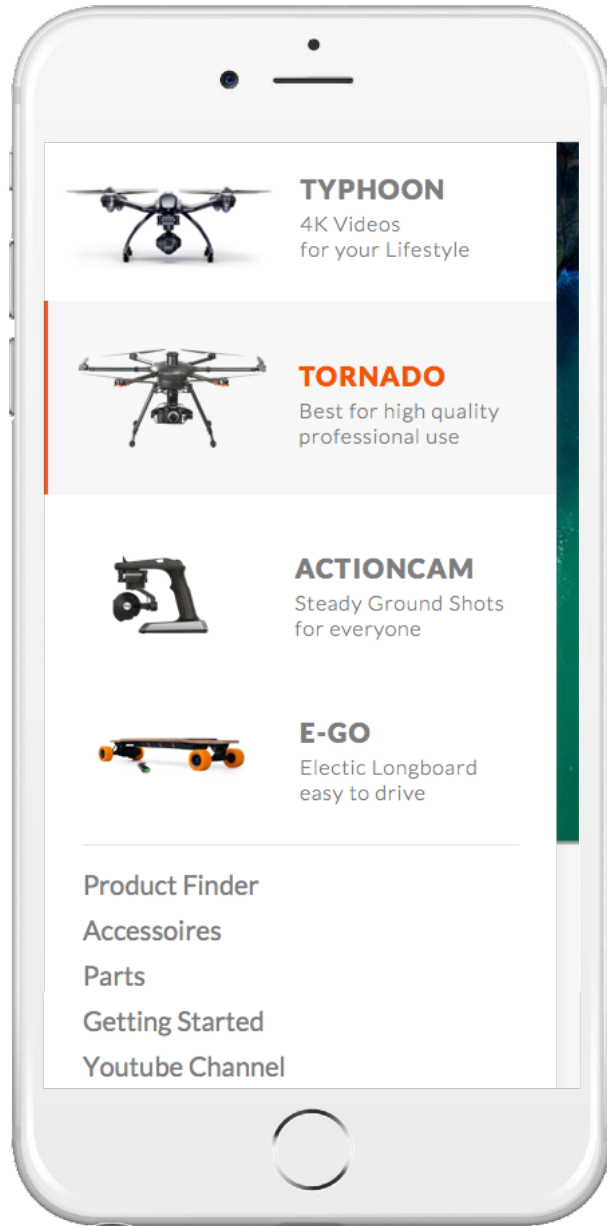 TYPHOON
4K Videos
for your Lifestyle
TORNADO
Best for high quality
professional use
ACTIONCAM
Steady Ground Shots
for everyone
E-GO
Electic Longboard
easy to drive
Product Finder
Accessoires
Parts
Getting Started
Youtube Channel